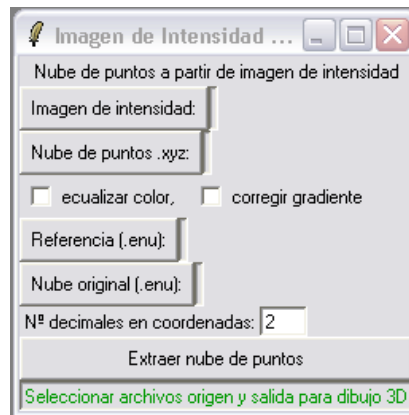 Imagen de Intensidad ...
Nube de puntos a partir de imagen de intensidad
Imagen de intensidad:
Nube de puntos .xyz:
ecualizar color, corregir gradiente
Referencia (.enu):
Nube original (.enu):
Nº decimales en coordenadas: 2
Extraer nube de puntos
Seleccionar archivos origen y salida para dibujo 3D